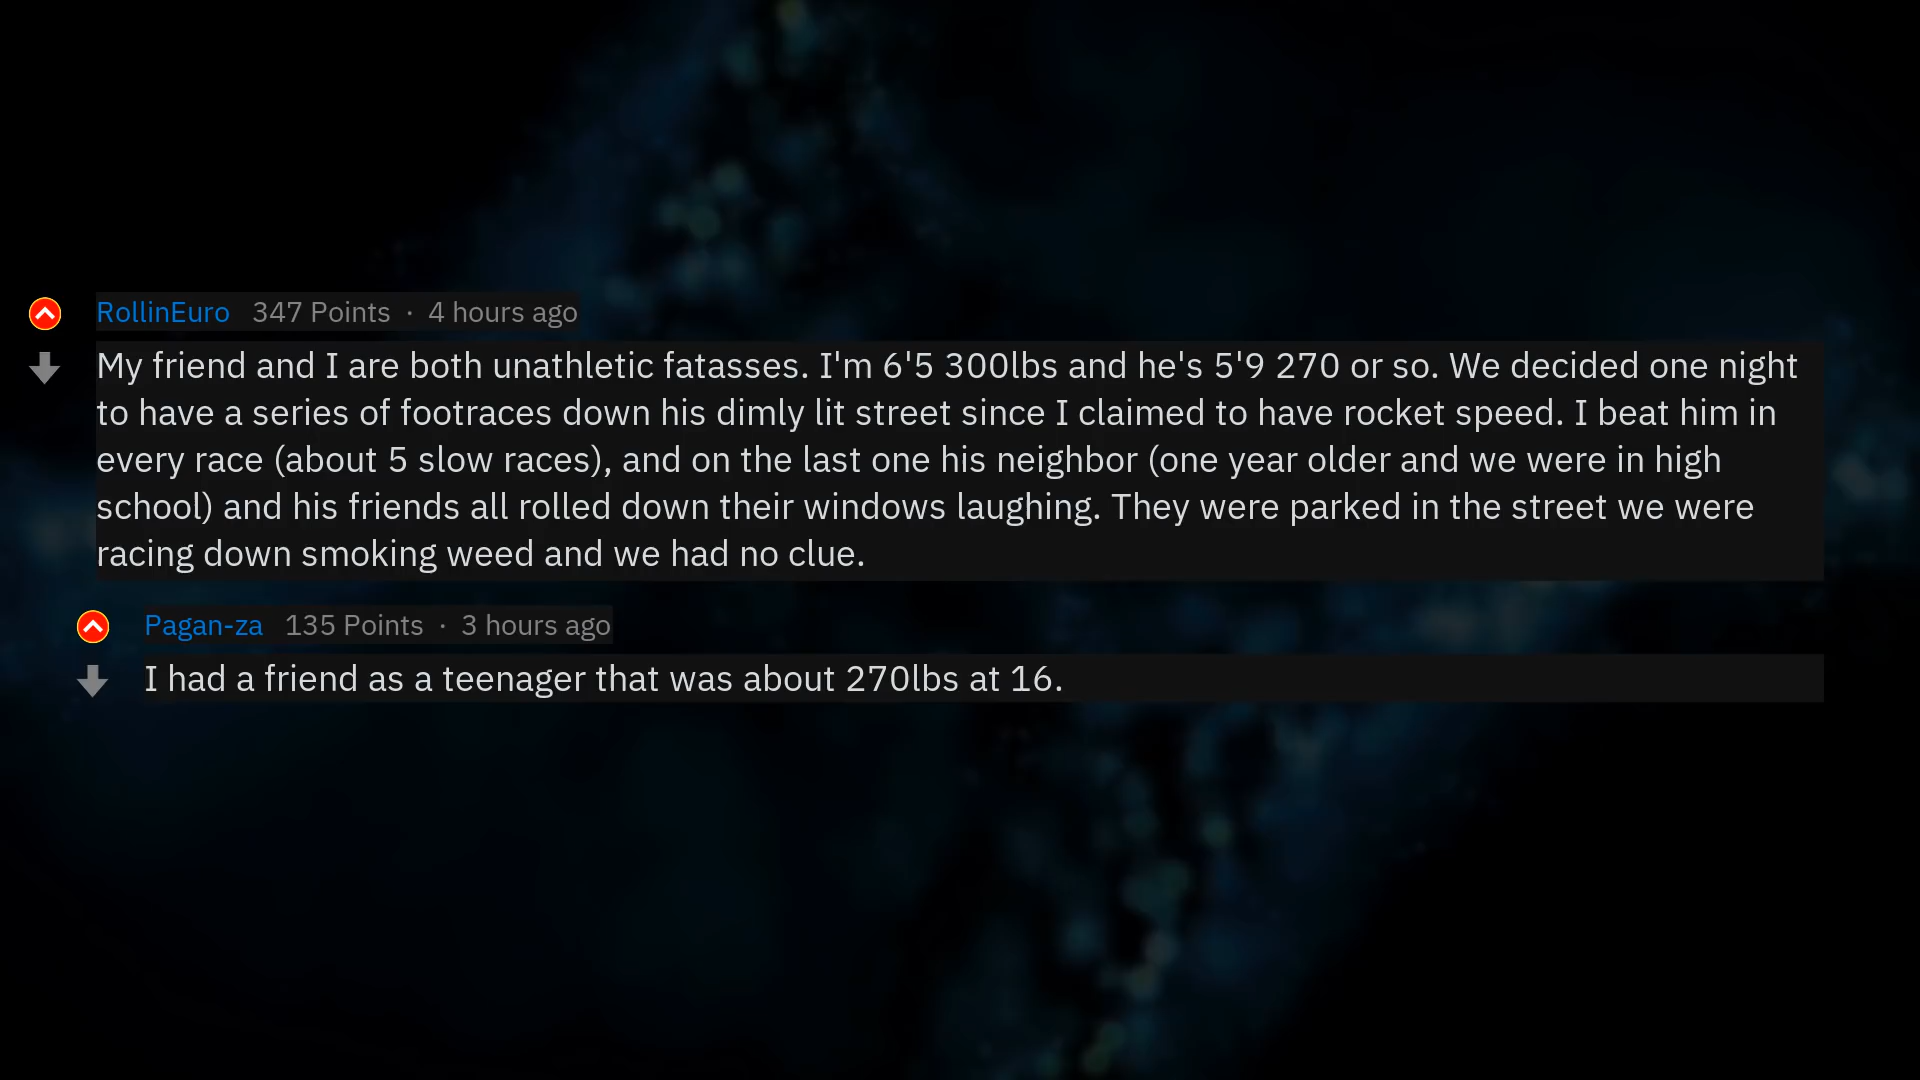 RollinEuro 347 Points · 4 hours ago
My friend and I are both unathletic fatasses. I'm 6'5 300lbs and he's 5'9 270 or so. We decided one night
to have a series of footraces down his dimly lit street since I claimed to have rocket speed. I beat him in
every race (about 5 slow races), and on the last one his neighbor (one year older and we were in high
school) and his friends all rolled down their windows laughing. They were parked in the street we were
racing down smoking weed and we had no clue.
Pagan-za 135 Points · 3 hours ago
I had a friend as a teenager that was about 270lbs at 16.